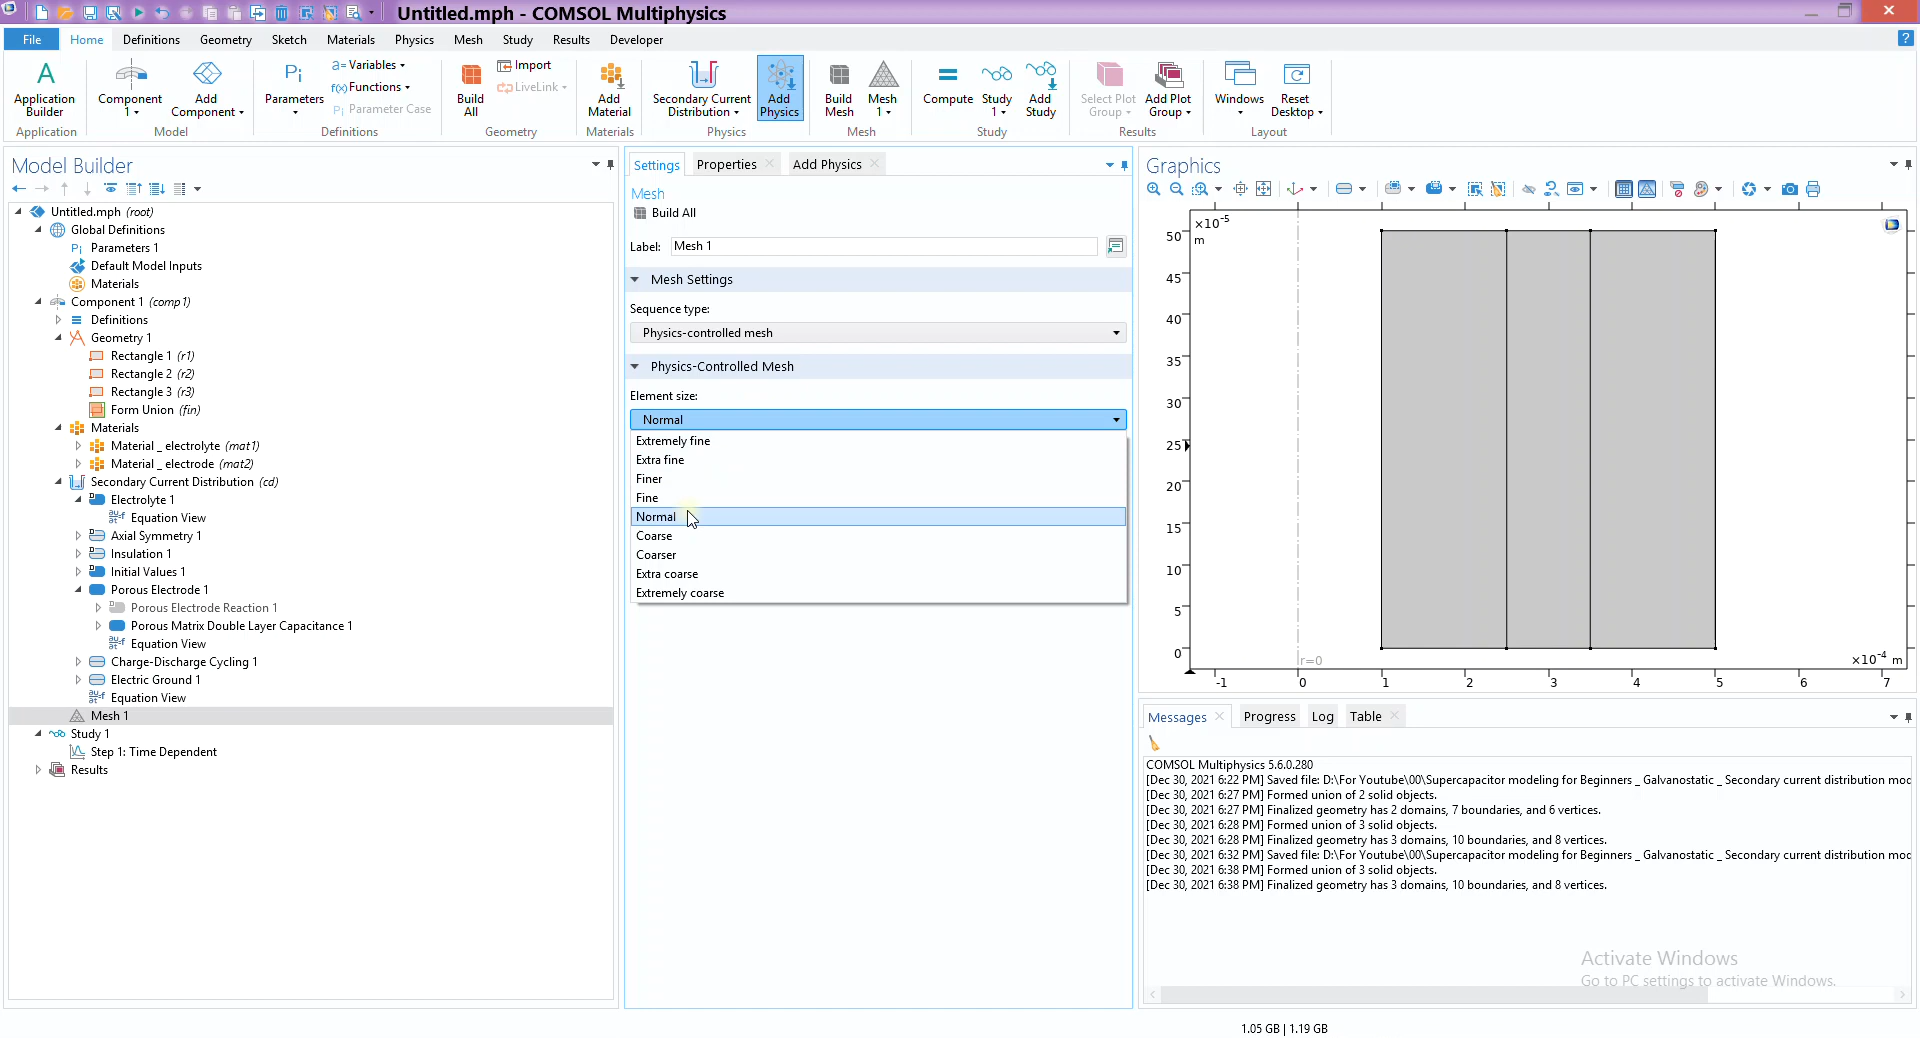 Untitled.mph - COMSOL Multiphysics
File Home Definitions Geometry Sketch Materials Physics Mesh Study Results Developer
Application Builder
Application
Component 1
Add Component
Model
Pi
Parameters
a= Variables
f(x) Functions
Pi Parameter Case
Definitions
Build All
Import
LiveLink
Geometry
Add Material
Materials
Secondary Current Distribution
Add Physics
Physics
Build Mesh
Mesh 1
Mesh
Compute
Study 1
Add Study
Study
Select Plot Group
Add Plot Group
Results
Windows
Reset Desktop
Layout
Model Builder
Untitled.mph (root)
Global Definitions
Pi Parameters 1
Default Model Inputs
Materials
Component 1 (comp1)
Definitions
Geometry 1
Rectangle 1 (r1)
Rectangle 2 (r2)
Rectangle 3 (r3)
Form Union (fin)
Materials
Material _ electrolyte (mat1)
Material _ electrode (mat2)
Secondary Current Distribution (cd)
Electrolyte 1
Equation View
Axial Symmetry 1
Insulation 1
Initial Values 1
Porous Electrode 1
Porous Electrode Reaction 1
Porous Matrix Double Layer Capacitance 1
Equation View
Charge-Discharge Cycling 1
Electric Ground 1
Equation View
Mesh 1
Study 1
Step 1: Time Dependent
Results
Settings Properties Add Physics
Mesh
Build All
Label: Mesh 1
Mesh Settings
Sequence type:
Physics-controlled mesh
Physics-Controlled Mesh
Element size:
Normal
Extremely fine
Extra fine
Finer
Fine
Normal
Coarse
Coarser
Extra coarse
Extremely coarse
Graphics
×10⁻⁵
m
50
45
40
35
30
25
20
15
10
5
0
r=0
×10⁻⁴ m
-1 0 1 2 3 4 5 6 7
Messages Progress Log Table
COMSOL Multiphysics 5.6.0.280
[Dec 30, 2021 6:22 PM] Saved file: D:\For Youtube\00\Supercapacitor modeling for Beginners _ Galvanostatic _ Secondary current distribution moc
[Dec 30, 2021 6:27 PM] Formed union of 2 solid objects.
[Dec 30, 2021 6:27 PM] Finalized geometry has 2 domains, 7 boundaries, and 6 vertices.
[Dec 30, 2021 6:28 PM] Formed union of 3 solid objects.
[Dec 30, 2021 6:28 PM] Finalized geometry has 3 domains, 10 boundaries, and 8 vertices.
[Dec 30, 2021 6:32 PM] Saved file: D:\For Youtube\00\Supercapacitor modeling for Beginners _ Galvanostatic _ Secondary current distribution moc
[Dec 30, 2021 6:38 PM] Formed union of 3 solid objects.
[Dec 30, 2021 6:38 PM] Finalized geometry has 3 domains, 10 boundaries, and 8 vertices.
Activate Windows
Go to PC settings to activate Windows.
1.05 GB | 1.19 GB